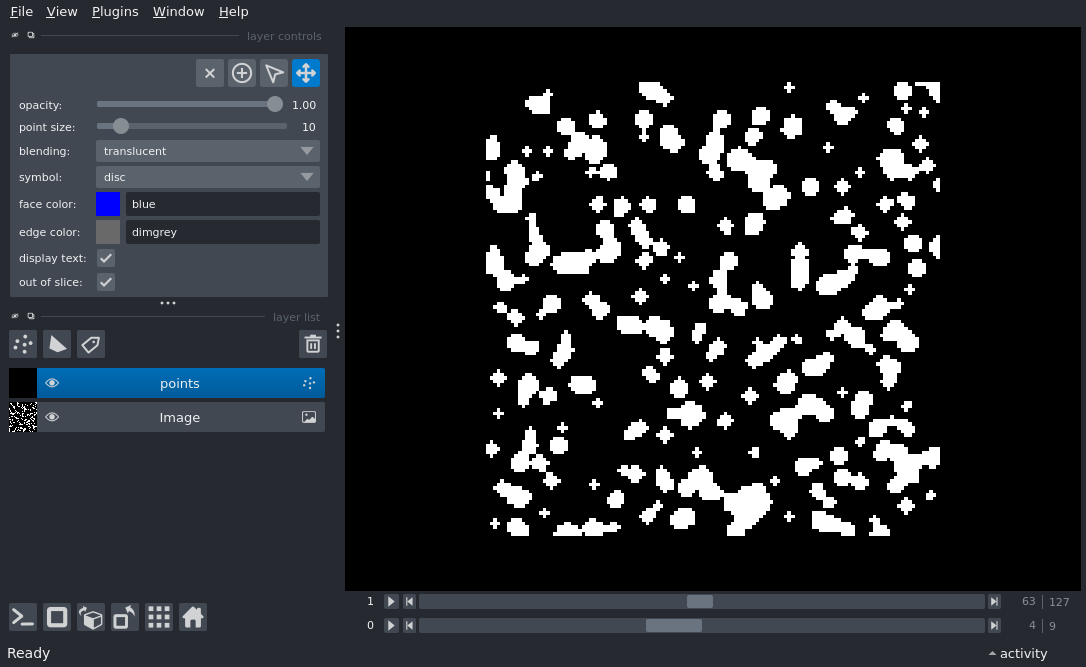 File View Plugins Window Help
layer controls
opacity: 1.00
point size: 10
blending: translucent
symbol: disc
face color: blue
edge color: dimgrey
display text:
out of slice:
layer list
points
Image
1 63 127
0 4 9
Ready activity